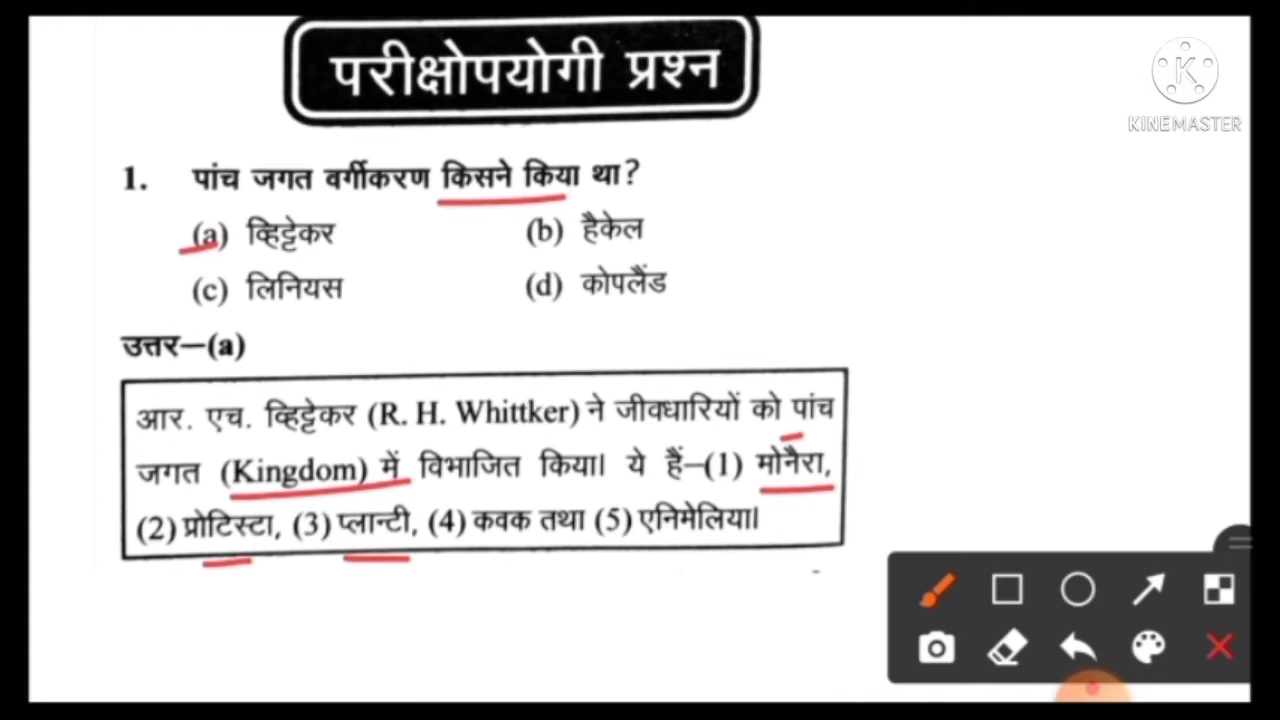 परीक्षोपयोगी प्रश्न
K
KINEMASTER
1. पांच जगत वर्गीकरण किसने किया था?
(a) व्हिट्टेकर (b) हैकेल
(c) लिनियस (d) कोपलैंड
उत्तर–(a)
आर. एच. व्हिट्टेकर (R. H. Whittker) ने जीवधारियों को पांच
जगत (Kingdom) में विभाजित किया। ये हैं–(1) मोनैरा,
(2) प्रोटिस्टा, (3) प्लान्टी, (4) कवक तथा (5) एनिमेलिया।